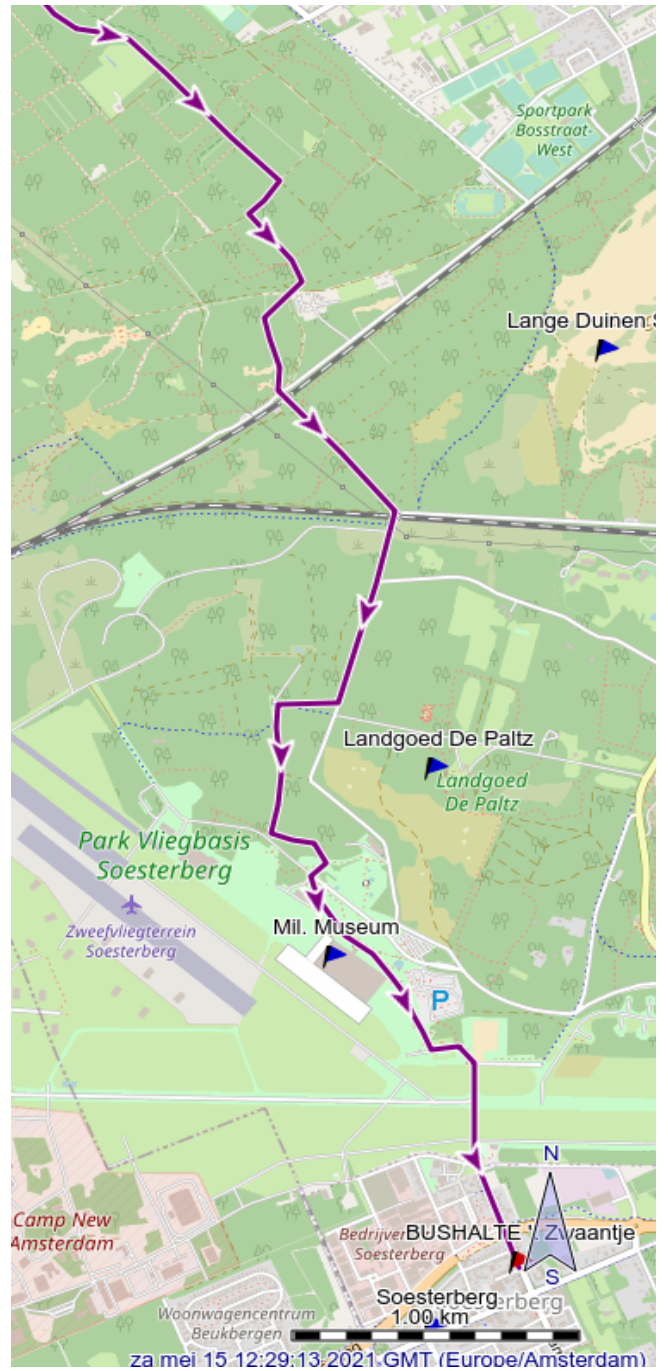 Sportpark
Bosstraat-
West
Lange Duinen S
Landgoed De Paltz
Landgoed
De Paltz
Park Vliegbasis
Soesterberg
Zweefvliegterrein
Soesterberg
Mil. Museum
P
N
Camp New
Amsterdam
Bedrijven
Soesterberg
BUSHALTE 't Zwaantje
S
Soesterberg
1.00 km
Woonwagencentrum
Beukbergen
za mei 15 12:29:13 2021 GMT (Europe/Amsterdam)